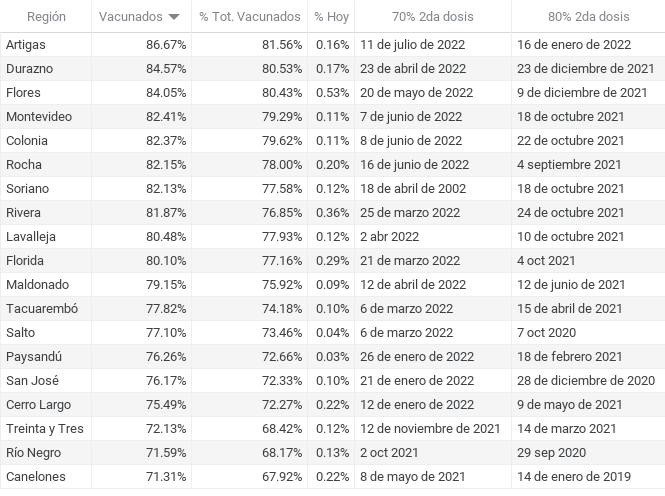 Región Vacunados % Tot. Vacunados % Hoy 70% 2da dosis 80% 2da dosis
Artigas 86.67% 81.56% 0.16% 11 de julio de 2022 16 de enero de 2022
Durazno 84.57% 80.53% 0.17% 23 de abril de 2022 23 de diciembre de 2021
Flores 84.05% 80.43% 0.53% 20 de mayo de 2022 9 de diciembre de 2021
Montevideo 82.41% 79.29% 0.11% 7 de junio de 2022 18 de octubre 2021
Colonia 82.37% 79.62% 0.11% 8 de junio de 2022 22 de octubre 2021
Rocha 82.15% 78.00% 0.20% 16 de junio de 2022 4 septiembre 2021
Soriano 82.13% 77.58% 0.12% 18 de abril de 2002 18 de octubre 2021
Rivera 81.87% 76.85% 0.36% 25 de marzo 2022 24 de octubre 2021
Lavalleja 80.48% 77.93% 0.12% 2 abr 2022 10 de octubre 2021
Florida 80.10% 77.16% 0.29% 21 de marzo 2022 4 oct 2021
Maldonado 79.15% 75.92% 0.09% 12 de abril de 2022 12 de junio de 2021
Tacuarembó 77.82% 74.18% 0.10% 6 de marzo 2022 15 de abril de 2021
Salto 77.10% 73.46% 0.04% 6 de marzo 2022 7 oct 2020
Paysandú 76.26% 72.66% 0.03% 26 de enero de 2022 18 de febrero 2021
San José 76.17% 72.33% 0.10% 21 de enero de 2022 28 de diciembre de 2020
Cerro Largo 75.49% 72.27% 0.22% 12 de enero de 2022 9 de mayo de 2021
Treinta y Tres 72.13% 68.42% 0.12% 12 de noviembre de 2021 14 de marzo 2021
Río Negro 71.59% 68.17% 0.13% 2 oct 2021 29 sep 2020
Canelones 71.31% 67.92% 0.22% 8 de mayo de 2021 14 de enero de 2019